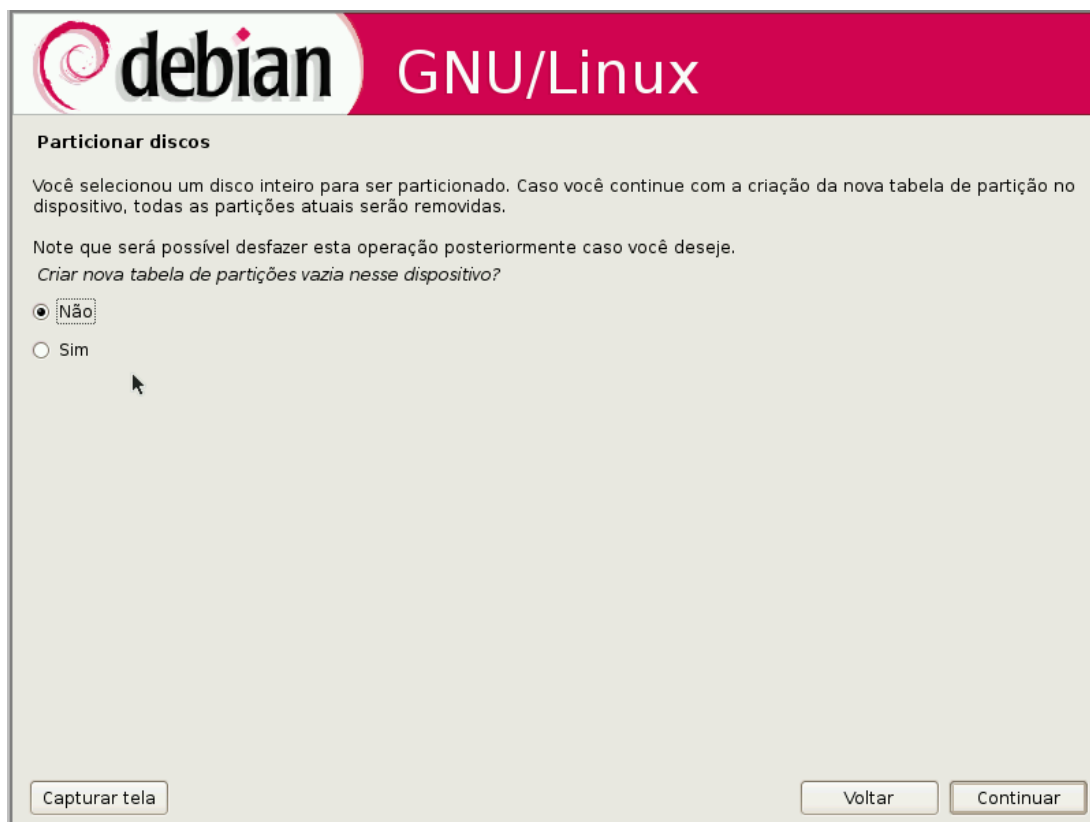 debian GNU/Linux
Particionar discos
Você selecionou um disco inteiro para ser particionado. Caso você continue com a criação da nova tabela de partição no
dispositivo, todas as partições atuais serão removidas.
Note que será possível desfazer esta operação posteriormente caso você deseje.
Criar nova tabela de partições vazia nesse dispositivo?
Não
Sim
Capturar tela Voltar Continuar